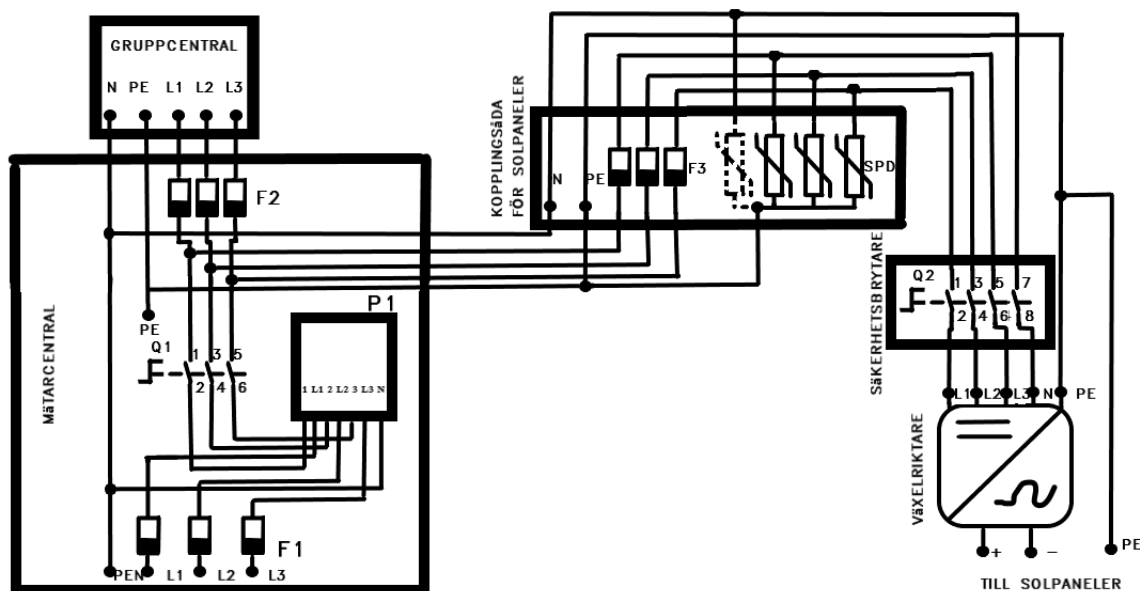 GRUPPCENTRAL
N PE L1 L2 L3
F2
MäTARCENTRAL
PE
Q1
1 3 5
2 4 6
P1
1 L1 2 L2 3 L3 N
F1
PEN L1 L2 L3
KOPPLINGSåDA
FÖR SOLPANELER
N PE F3 SPD
SäKERHETSBRYTARE
Q2
1 3 5 7
2 4 6 8
L1 L2 L3 N PE
VäXELRIKTARE
+ -
PE
TILL SOLPANELER